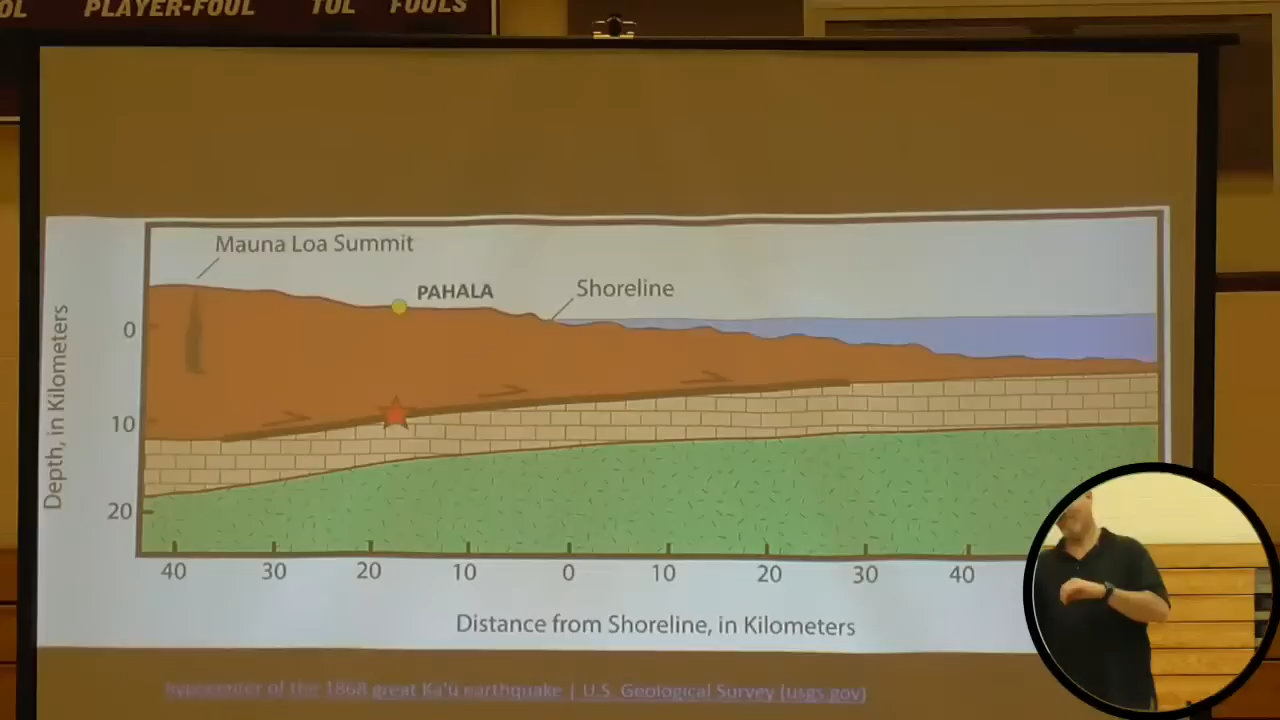 OL PLAYER-FOUL TOL FOULS
Mauna Loa Summit
PAHALA
Shoreline
Depth, in Kilometers
0
10
20
40 30 20 10 0 10 20 30 40
Distance from Shoreline, in Kilometers
hypocenter of the 1868 great Ka'ū earthquake | U.S. Geological Survey (usgs.gov)